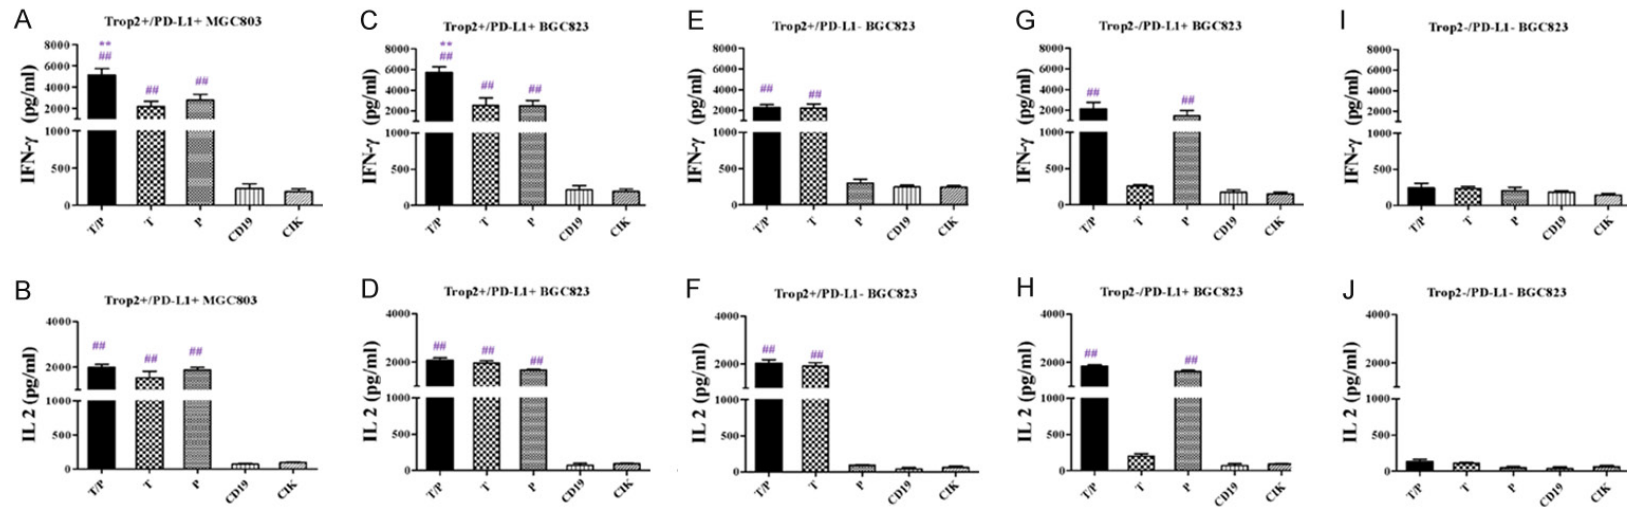 A
Trop2+/PD-L1+ MGC803
IFN-γ (pg/ml)
8000
6000
4000
2000
1000
500
0
**
##
##
##
T/P
T
P
CD19
CIK
C
Trop2+/PD-L1+ BGC823
IFN-γ (pg/ml)
8000
6000
4000
2000
1000
500
0
**
##
##
##
T/P
T
P
CD19
CIK
E
Trop2+/PD-L1- BGC823
IFN-γ (pg/ml)
8000
6000
4000
2000
1000
500
0
##
##
T/P
T
P
CD19
CIK
G
Trop2-/PD-L1+ BGC823
IFN-γ (pg/ml)
8000
6000
4000
2000
1000
500
0
##
##
T/P
T
P
CD19
CIK
I
Trop2-/PD-L1- BGC823
IFN-γ (pg/ml)
8000
6000
4000
2000
1000
500
0
T/P
T
P
CD19
CIK
B
Trop2+/PD-L1+ MGC803
IL 2 (pg/ml)
4000
2000
1000
500
0
##
##
##
T/P
T
P
CD19
CIK
D
Trop2+/PD-L1+ BGC823
IL 2 (pg/ml)
4000
2000
1000
500
0
##
##
##
T/P
T
P
CD19
CIK
F
Trop2+/PD-L1- BGC823
IL 2 (pg/ml)
4000
2000
1000
500
0
##
##
T/P
T
P
CD19
CIK
H
Trop2-/PD-L1+ BGC823
IL 2 (pg/ml)
4000
2000
1000
500
0
##
##
T/P
T
P
CD19
CIK
J
Trop2-/PD-L1- BGC823
IL 2 (pg/ml)
4000
2000
1000
500
0
T/P
T
P
CD19
CIK